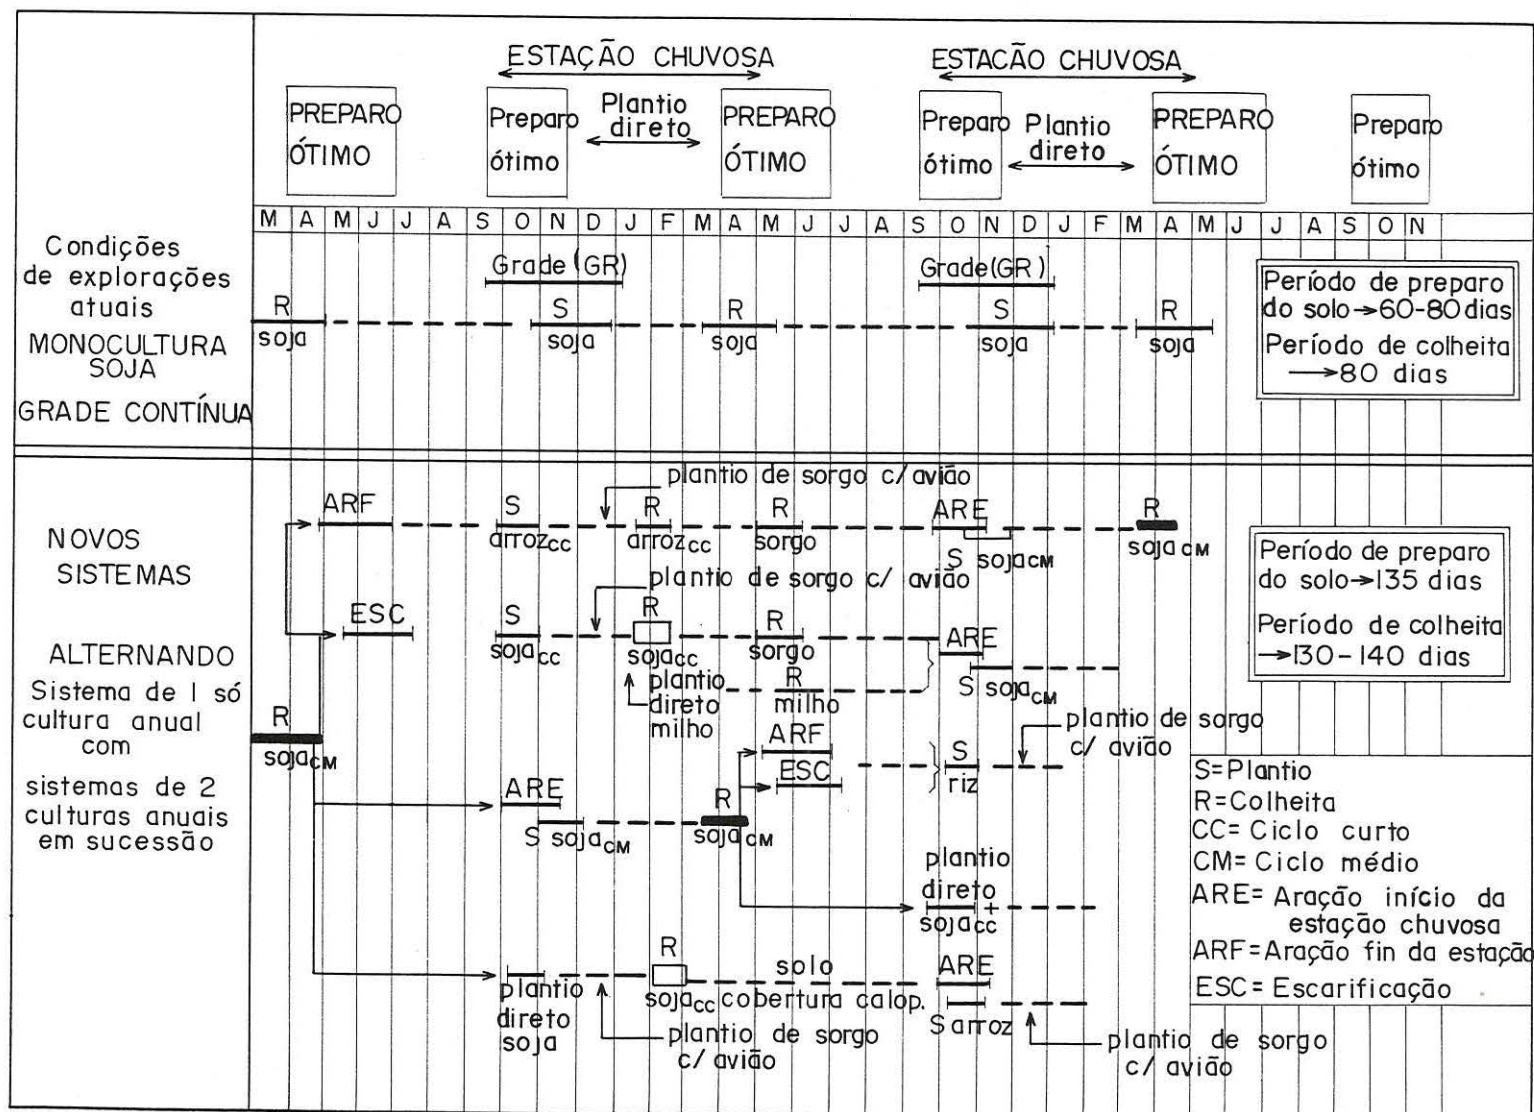 ESTAÇÃO CHUVOSA
ESTACÃO CHUVOSA
PREPARO
ÓTIMO
Preparo
ótimo
Plantio
direto
PREPARO
ÓTIMO
Preparo
ótimo
Plantio
direto
PREPARO
ÓTIMO
Preparo
ótimo
M A M J J A S O N D J F M A M J J A S O N D J F M A M J J A S O N
Condições
de explorações
atuais
MONOCULTURA
SOJA
GRADE CONTÍNUA
Grade (GR)
Grade(GR)
R
soja
S
soja
R
soja
S
soja
R
soja
Período de preparo
do solo→60-80 dias
Período de colheita
→80 dias
NOVOS
SISTEMAS
ALTERNANDO
Sistema de 1 só
cultura anual
com
sistemas de 2
culturas anuais
em sucessão
plantio de sorgo c/ avião
ARF
S
arroz CC
R
arroz CC
R
sorgo
ARE
S soja CM
R
soja CM
plantio de sorgo c/ avião
ESC
S
soja CC
R
soja CC
R
sorgo
ARE
S soja CM
plantio
direto
milho
R
milho
R
soja CM
ARF
ESC
S
riz
plantio de sorgo
c/ avião
ARE
S soja CM
R
soja CM
plantio
direto
soja CC
+
R
solo
ARE
plantio
direto
soja
soja CC cobertura calop.
S arroz
plantio de sorgo
c/ avião
plantio de sorgo
c/ avião
Período de preparo
do solo→135 dias
Período de colheita
→130-140 dias
S=Plantio
R=Colheita
CC= Ciclo curto
CM= Ciclo médio
ARE= Aração início da
estação chuvosa
ARF=Aração fin da estação
ESC= Escarificação